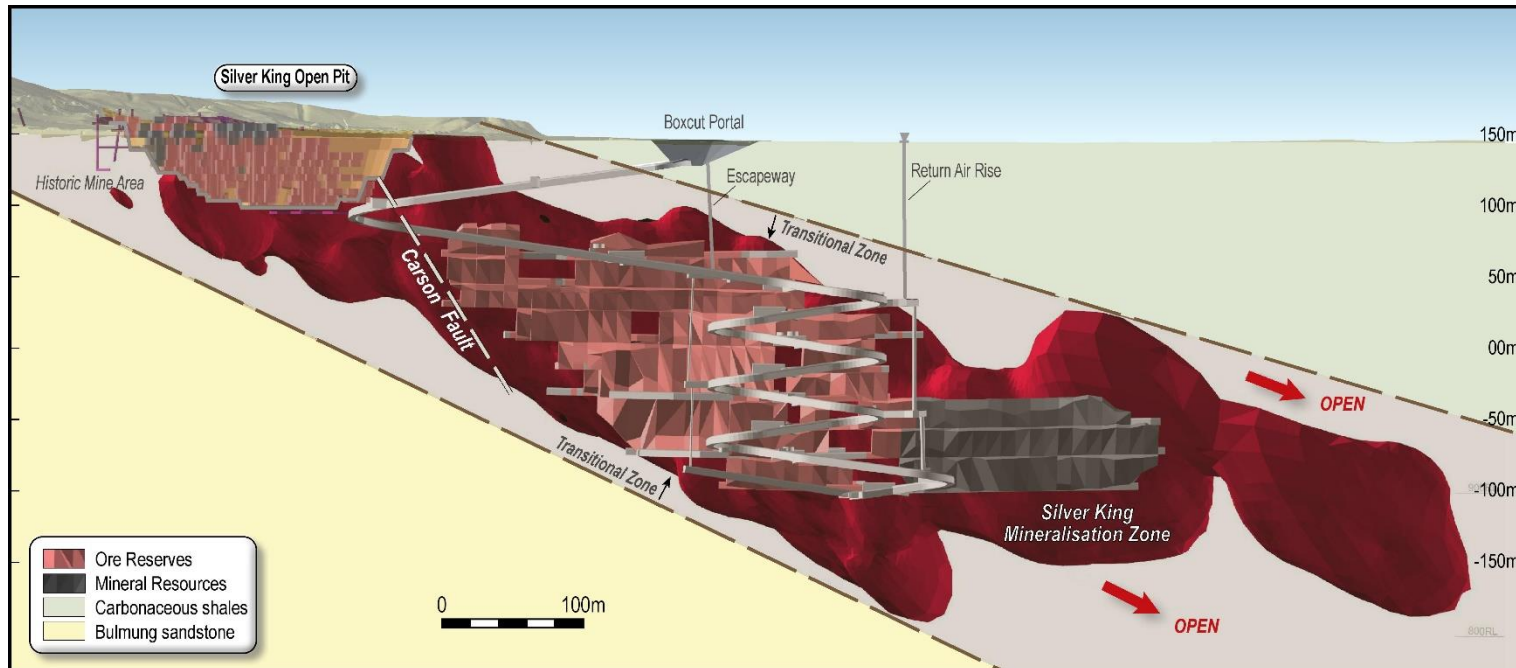 Silver King Open Pit
Boxcut Portal
150m
Historic Mine Area
Escapeway
Return Air Rise
100m
Transitional Zone
Carson Fault
50m
00m
OPEN
-50m
Transitional Zone
-100m
Silver King
Mineralisation Zone
-150m
OPEN
Ore Reserves
Mineral Resources
Carbonaceous shales
Bulmung sandstone
0
100m
800RL